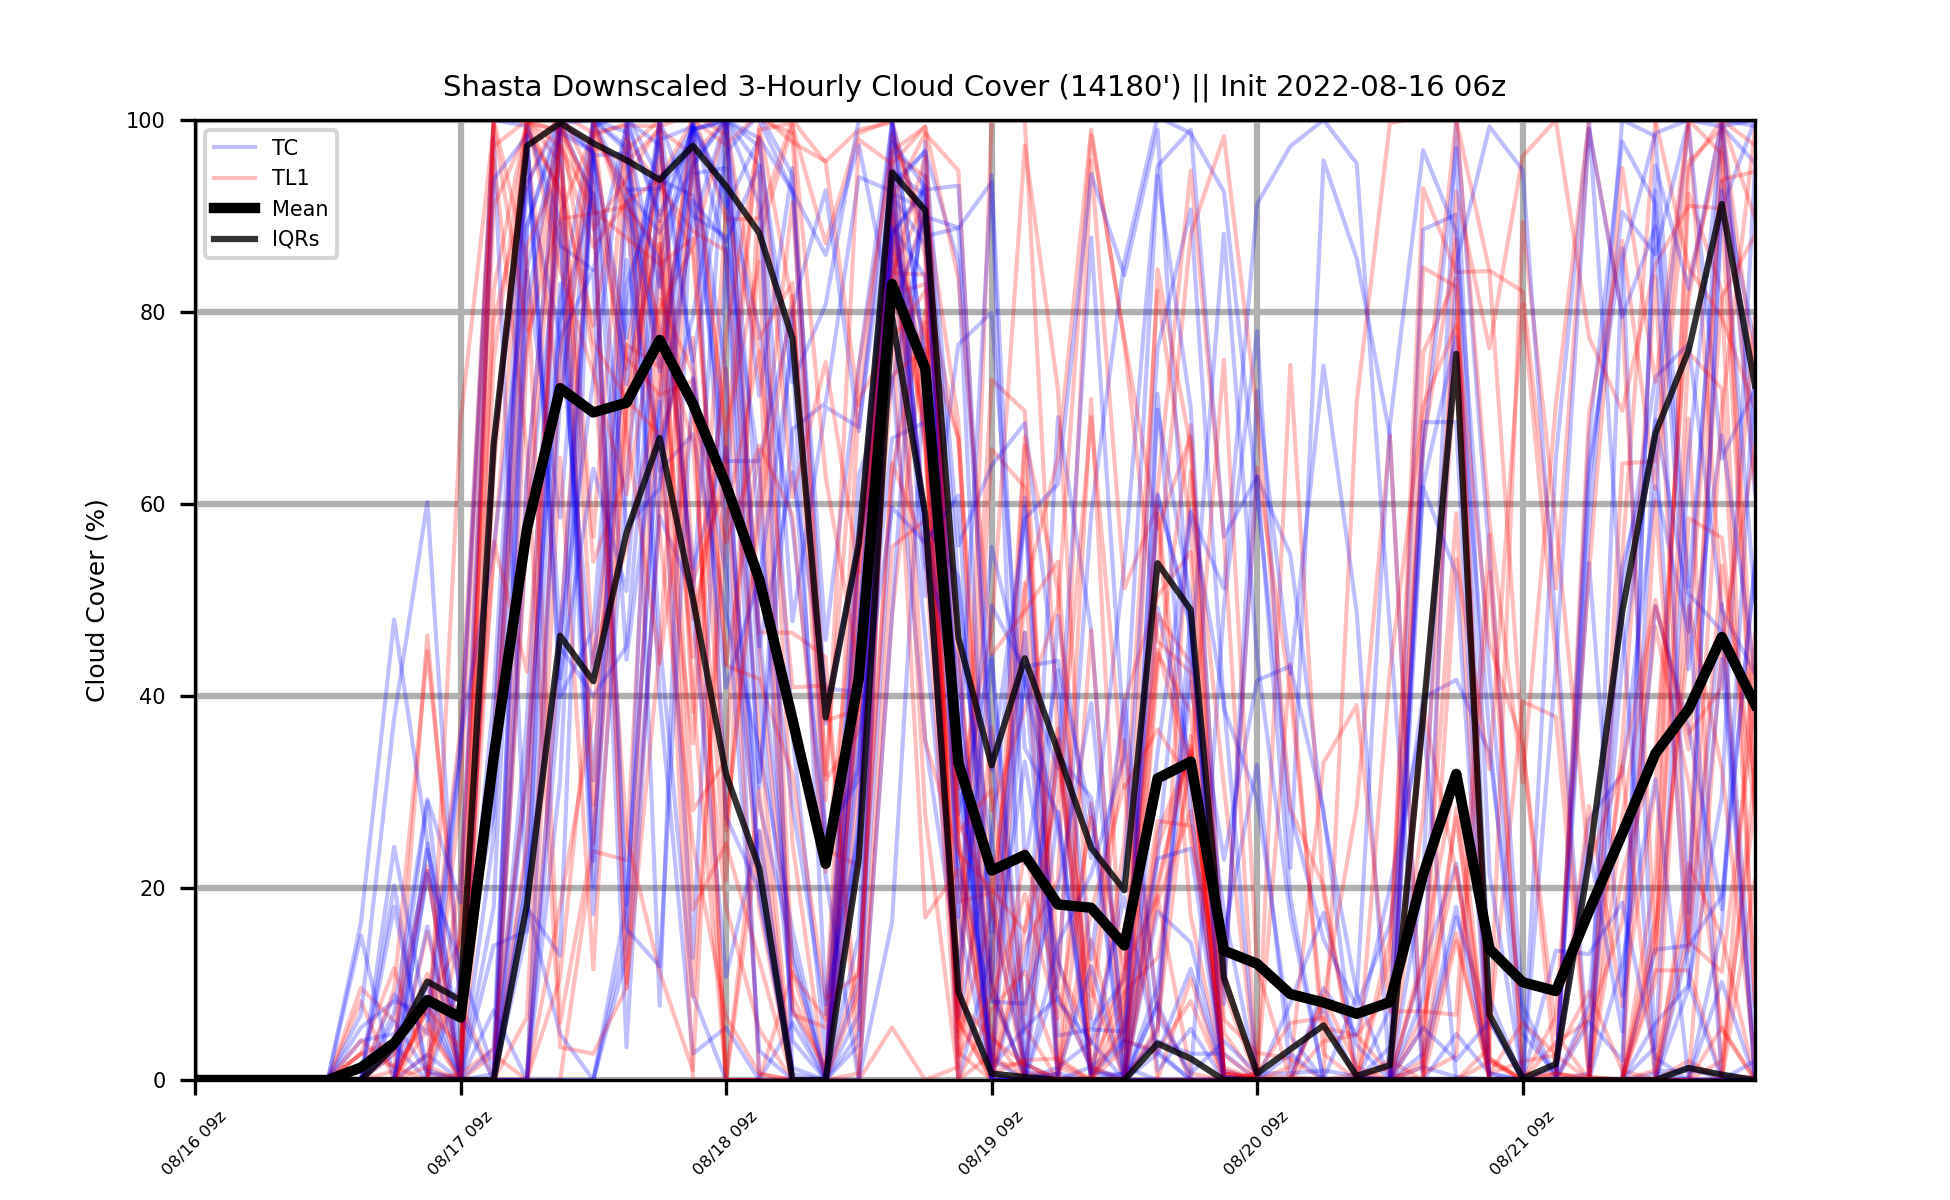 Shasta Downscaled 3-Hourly Cloud Cover (14180') || Init 2022-08-16 06z
100
80
60
40
20
0
Cloud Cover (%)
TC
TL1
Mean
IQRs
08/16 09z
08/17 09z
08/18 09z
08/19 09z
08/20 09z
08/21 09z